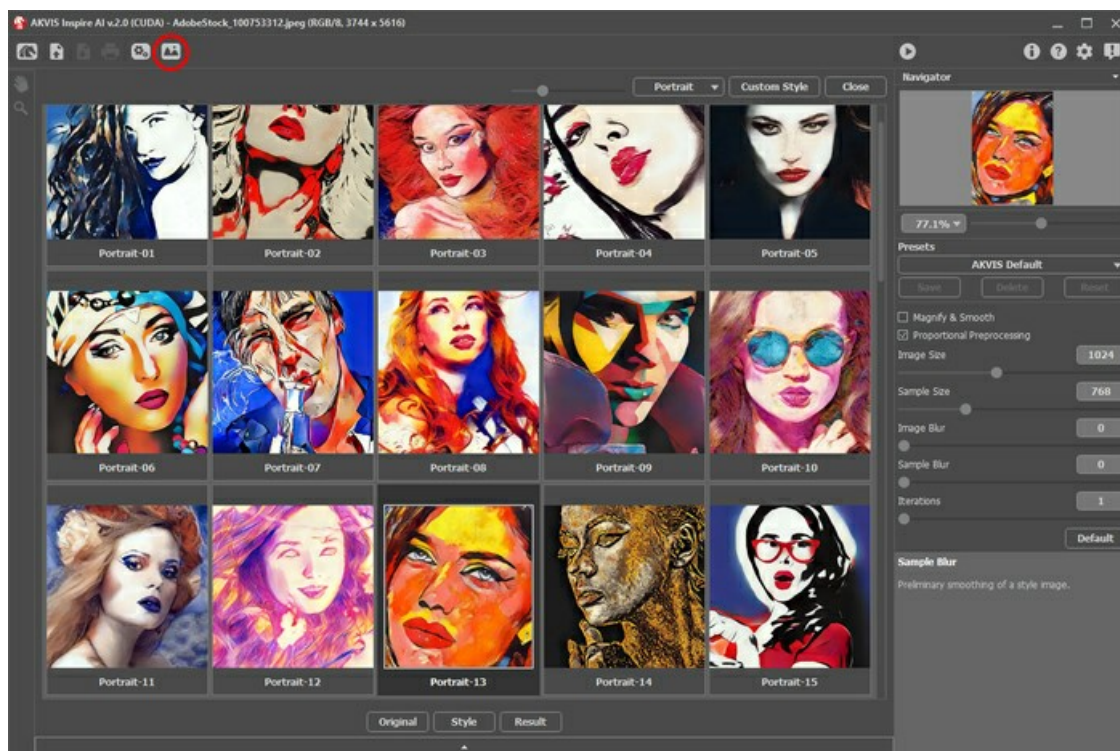 AKVIS Inspire AI v.2.0 (CUDA) - AdobeStock_100753312.jpeg (RGB/8, 3744 x 5616)
Portrait Custom Style Close
Portrait-01 Portrait-02 Portrait-03 Portrait-04 Portrait-05
Portrait-06 Portrait-07 Portrait-08 Portrait-09 Portrait-10
Portrait-11 Portrait-12 Portrait-13 Portrait-14 Portrait-15
Original Style Result
Navigator
77.1%
Presets
AKVIS Default
Save Delete Reset
Magnify & Smooth
Proportional Preprocessing
Image Size 1024
Sample Size 768
Image Blur 0
Sample Blur 0
Iterations 1
Default
Sample Blur
Preliminary smoothing of a style image.